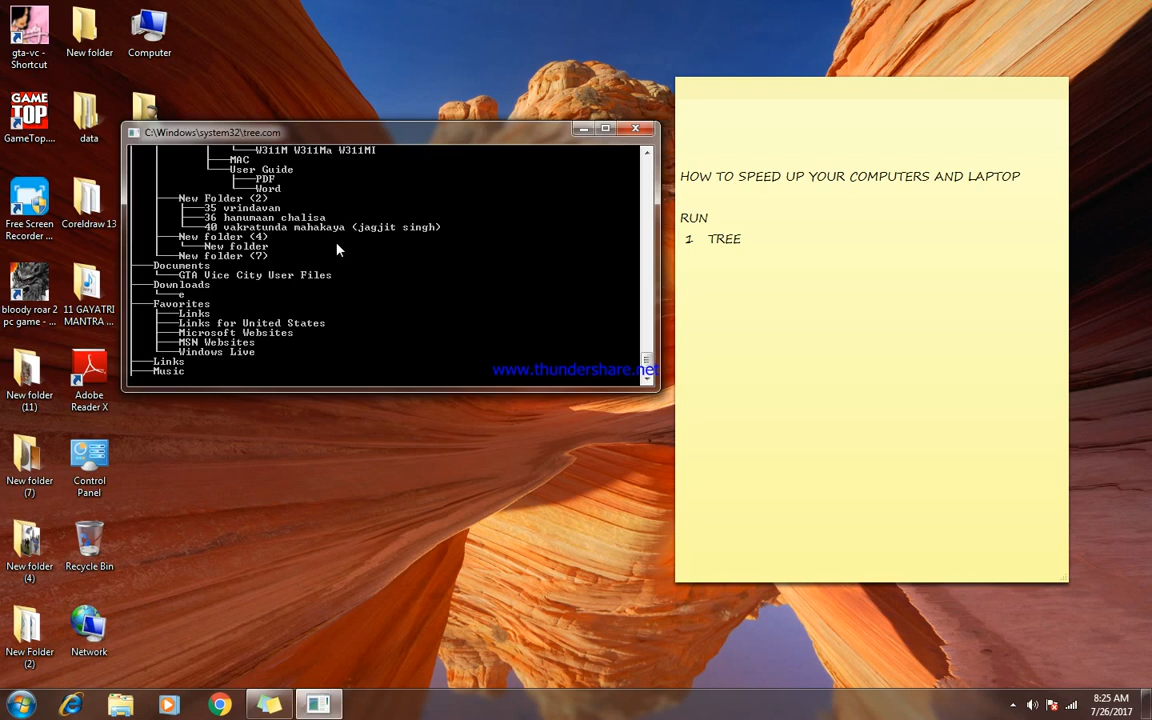 gta-vc -
Shortcut
New folder
Computer
GAME
TOP
GameTop....
data
Free Screen
Recorder ...
Coreldraw 13
bloody roar 2
pc game - ...
11 GAYATRI
MANTRA ...
New folder
(11)
Adobe
Reader X
New folder
(7)
Control
Panel
New folder
(4)
Recycle Bin
New Folder
(2)
Network
C:\Windows\system32\tree.com
W311M W311Ma W311MI
MAC
User Guide
PDF
Word
New Folder (2)
35 vrindavan
36 hanumaan chalisa
40 vakratunda mahakaya (jagjit singh)
New folder (4)
New folder
New folder (7)
Documents
GTA Vice City User Files
Downloads
e
Favorites
Links
Links for United States
Microsoft Websites
MSN Websites
Windows Live
Links
Music
www.thundershare.net
HOW TO SPEED UP YOUR COMPUTERS AND LAPTOP
RUN
1 TREE
8:25 AM
7/26/2017